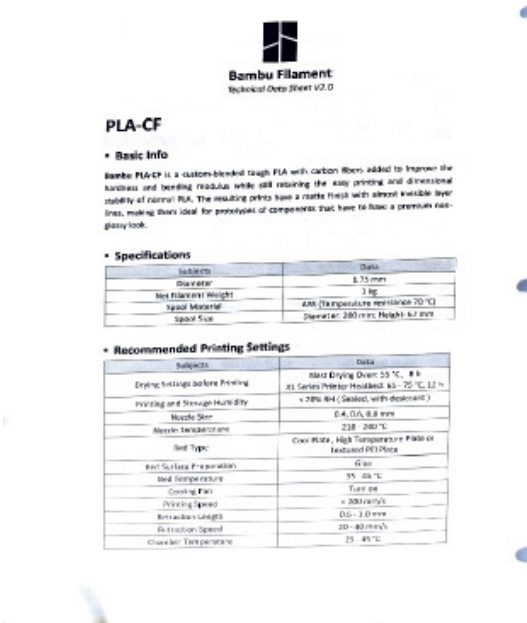 Bambu Filament
Technical Data Sheet V2.0
PLA-CF
• Basic Info
Bambu PLA-CF is a custom-blended tough PLA with carbon fibers added to improve the
hardness and bending modulus while still retaining the easy printing and dimensional
stability of normal PLA. The resulting prints have a matte finish with almost invisible layer
lines, making them ideal for prototypes of components that have to have a premium non-
glossy look.
• Specifications
Subjects Data
Diameter 1.75 mm
Net Filament Weight 1 kg
Spool Material ABS (Temperature resistance 70 °C)
Spool Size Diameter: 200 mm; Height: 67 mm
• Recommended Printing Settings
Subjects Data
Drying Settings before Printing Blast Drying Oven: 55 °C, 8 h
X1 Series Printer Heatbed: 65 - 75 °C, 12 h
Printing and Storage Humidity < 20% RH (Sealed, with desiccant)
Nozzle Size 0.4, 0.6, 0.8 mm
Nozzle Temperature 210 - 240 °C
Bed Type Cool Plate, High Temperature Plate or
Textured PEI Plate
Bed Surface Preparation Glue
Bed Temperature 35 - 45 °C
Cooling Fan Turn on
Printing Speed < 200 mm/s
Retraction Length 0.6 - 1.0 mm
Retraction Speed 20 - 40 mm/s
Chamber Temperature 25 - 45 °C